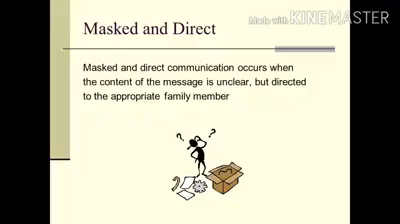 Made with KINEMASTER
Masked and Direct
Masked and direct communication occurs when
the content of the message is unclear, but directed
to the appropriate family member
? ?